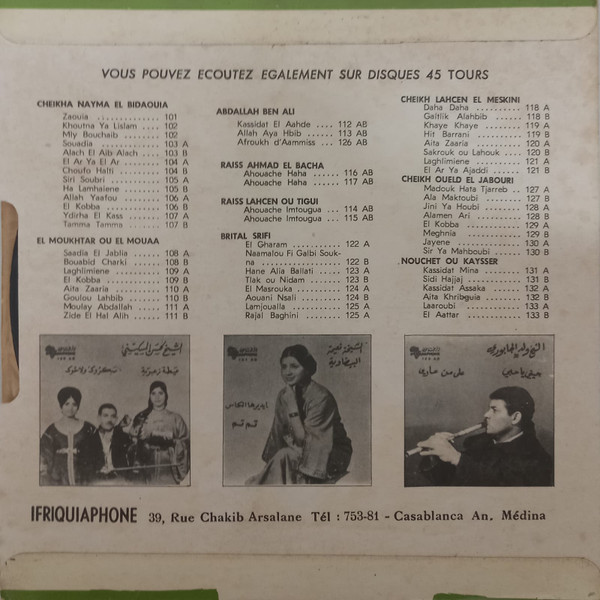 VOUS POUVEZ ECOUTEZ EGALEMENT SUR DISQUES 45 TOURS
CHEIKHA NAYMA EL BIDAOUIA
Zaouia .............. 101
Khoutna Ya Lislam .... 102
Mly Bouchaib ......... 102
Souadia .............. 103 A
Alach El Aib Alach ... 103 B
El Ar Ya El Ar ....... 104 A
Choufo Halti ......... 104 B
Siri Soubri .......... 105 A
Ha Lamhaiene ......... 105 B
Allah Yaafou ......... 106 A
El Kobba ............. 106 B
Ydirha El Kass ....... 107 A
Tamma Tamma .......... 107 B
EL MOUKHTAR OU EL MOUAA
Saadia El Jablia ..... 108 A
Bouabid Charki ....... 108 B
Laghlimiene .......... 109 A
El Kobba ............. 109 B
Aita Zaaria .......... 110 A
Goulou Lahbib ........ 110 B
Moulay Abdallah ...... 111 A
Zide El Hal Alih ..... 111 B
ABDALLAH BEN ALI
Kassidat El Aahde .... 112 AB
Allah Aya Hbib ...... 113 AB
Afroukh d'Aammiss ... 126 AB
RAISS AHMED EL BACHA
Ahouache Haha ...... 116 AB
Ahouache Haha ...... 117 AB
RAISS LAHCEN OU TIGUI
Ahouache Imtougua ... 114 AB
Ahouache Imtougua ... 115 AB
BRITAL SRIFI
El Gharam ............ 122 A
Naamalou Fi Galbi Souk-
na ................... 122 B
Hane Alia Ballati .... 123 A
Tlak ou Nidam ........ 123 B
El Masrouka .......... 124 A
Aouani Nsali ......... 124 B
Lamjoualla ........... 125 A
Rajai Baghini ........ 125 A
CHEIKH LAHCEN EL MESKINI
Daha Daha ............ 118 A
Galtlik Alahbib ...... 118 B
Khaye Khaye .......... 119 A
Hit Barrani .......... 119 B
Aita Zaaria .......... 120 A
Sakrouk ou Lahouk .... 120 B
Laghlimiene .......... 121 A
El Ar Ya Ajaddi ...... 121 B
CHEIKH OUELD EL JABOURI
Madouk Hata Tjarreb .. 127 A
Ala Maktoubi ......... 127 B
Jini Ya Houbi ........ 128 A
Alamen Ari ........... 128 B
El Kobba ............. 129 A
Meghnia .............. 129 B
Jayene ............... 130 A
Sir Ya Mahboubi ...... 130 B
NOUCHET OU KAYSSER
Kassidat Mina ........ 131 A
Sidi Hajjaj .......... 131 B
Kassidat Assaka ...... 132 A
Aita Khribguia ....... 132 B
Laaroubi ............. 133 A
El Aattar ............ 133 B
IFRIQUIAPHONE 39, Rue Chakib Arsalane Tél : 753-81 - Casablanca An. Médina